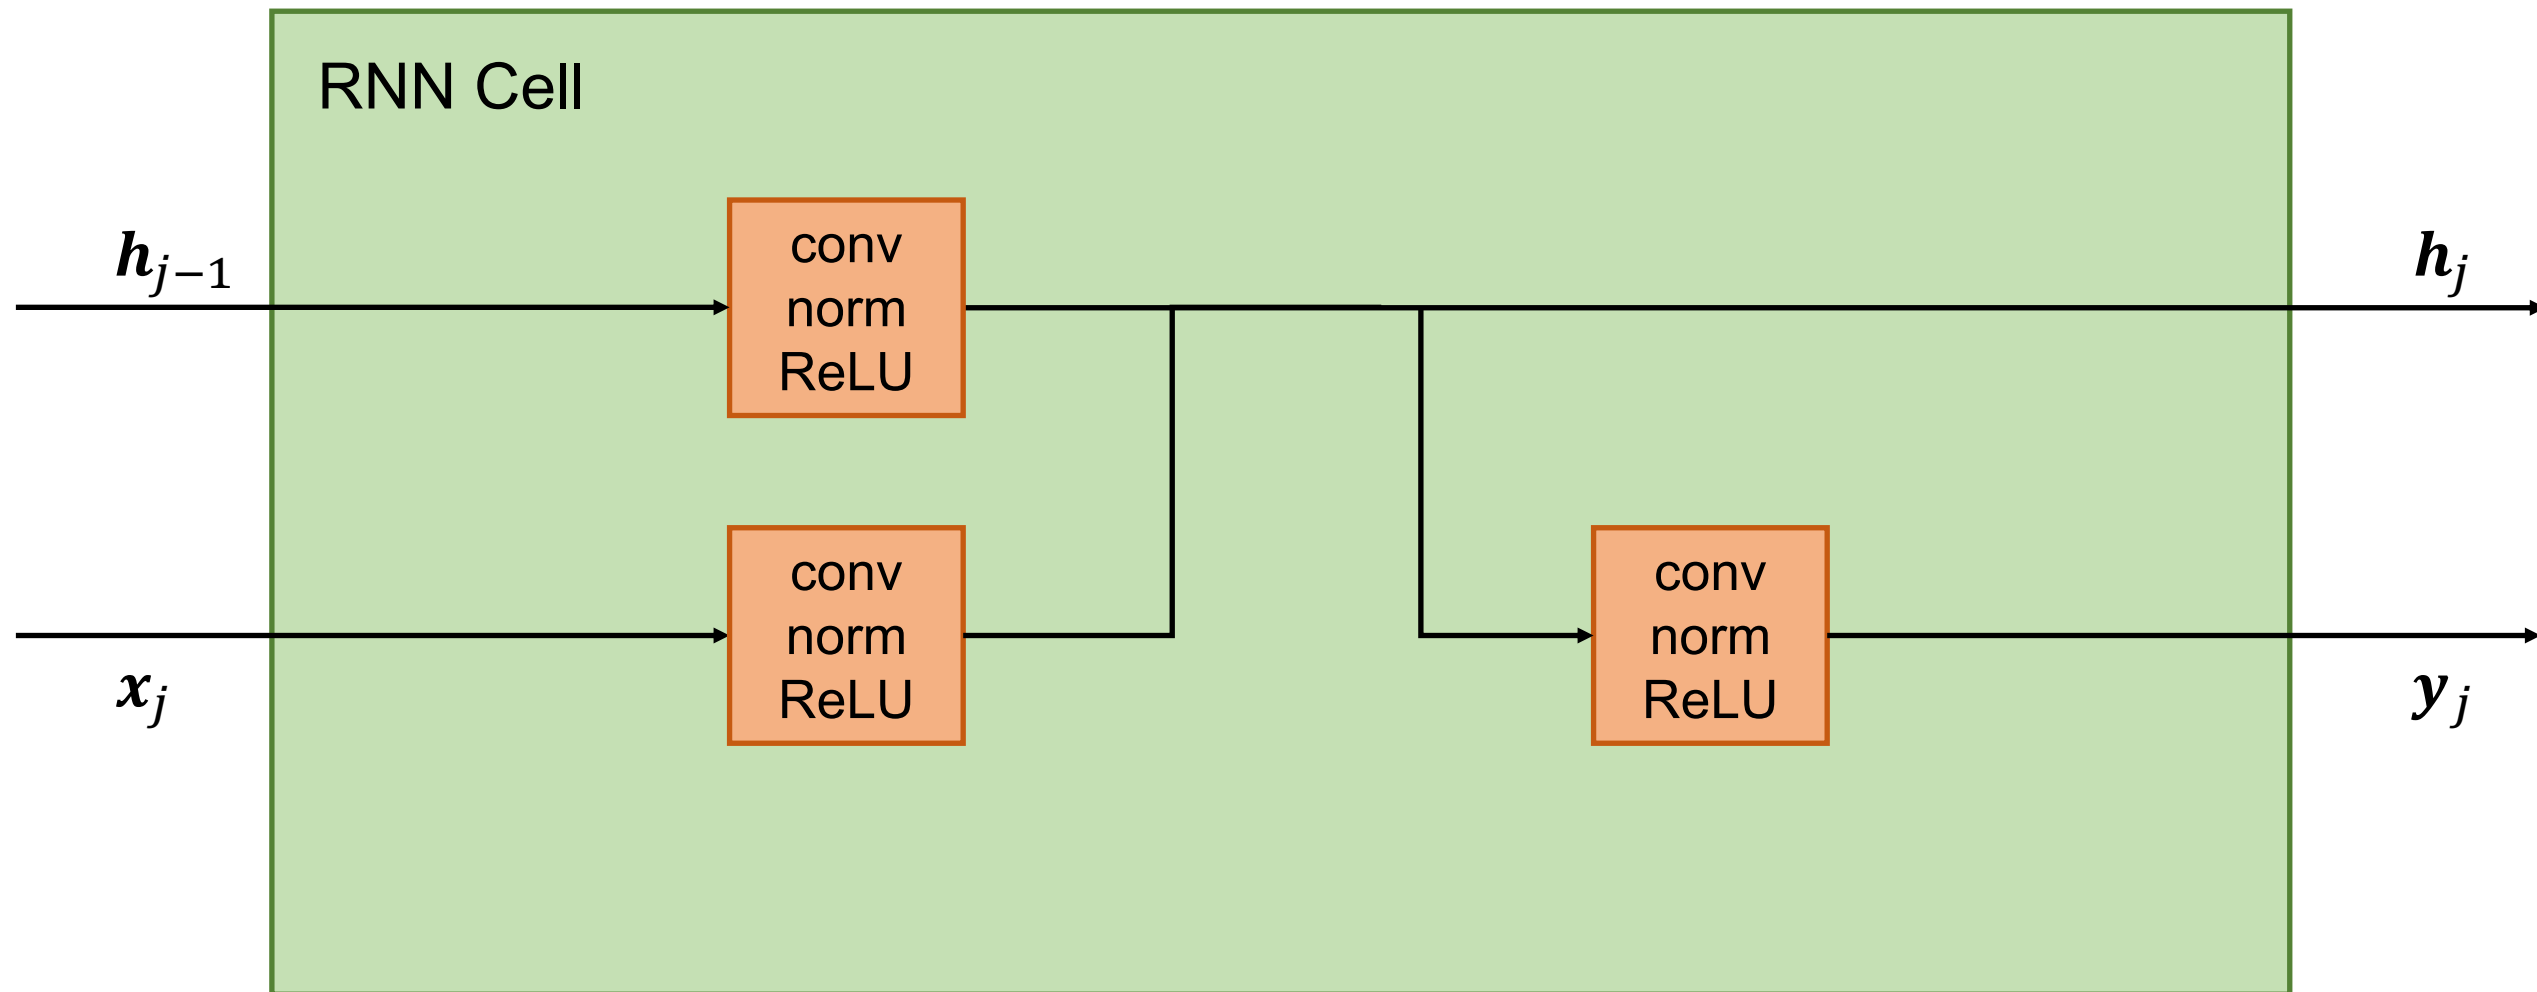 RNN Cell
h_{j−1}
conv
norm
ReLU
h_j
x_j
conv
norm
ReLU
conv
norm
ReLU
y_j